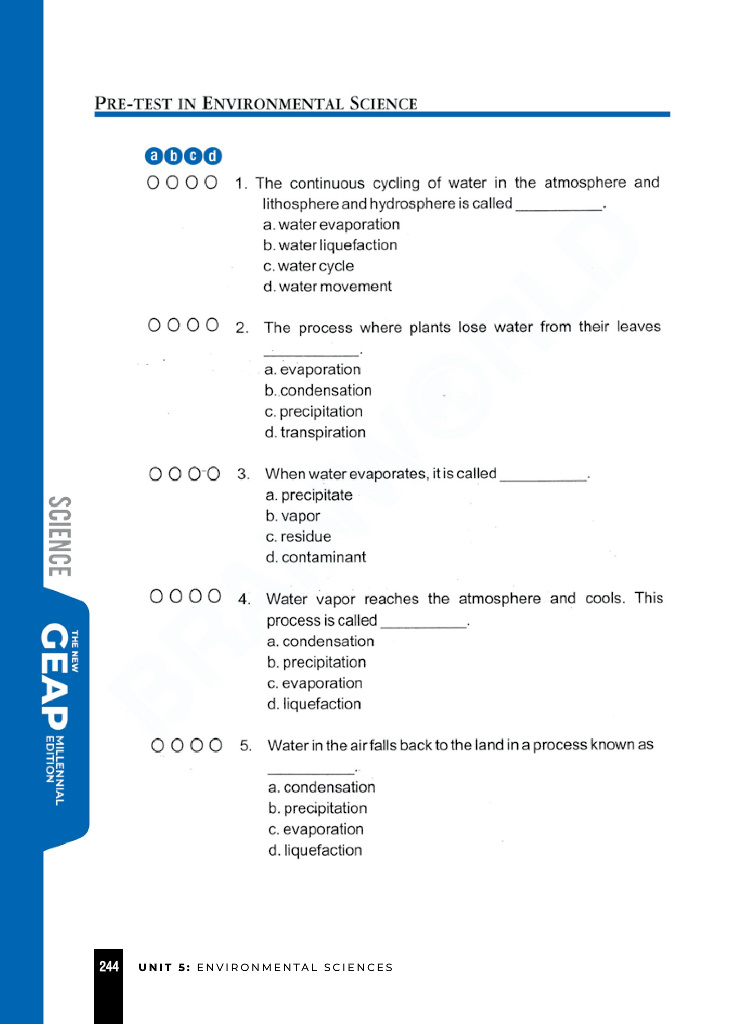 PRE-TEST IN ENVIRONMENTAL SCIENCE
a b c d
1. The continuous cycling of water in the atmosphere and
lithosphere and hydrosphere is called __________.
a. water evaporation
b. water liquefaction
c. water cycle
d. water movement
2. The process where plants lose water from their leaves
__________.
a. evaporation
b. condensation
c. precipitation
d. transpiration
3. When water evaporates, it is called __________.
a. precipitate
b. vapor
c. residue
d. contaminant
4. Water vapor reaches the atmosphere and cools. This
process is called __________.
a. condensation
b. precipitation
c. evaporation
d. liquefaction
5. Water in the air falls back to the land in a process known as
__________.
a. condensation
b. precipitation
c. evaporation
d. liquefaction
SCIENCE
THE NEW
GEAP
MILLENNIAL
EDITION
244 UNIT 5: ENVIRONMENTAL SCIENCES